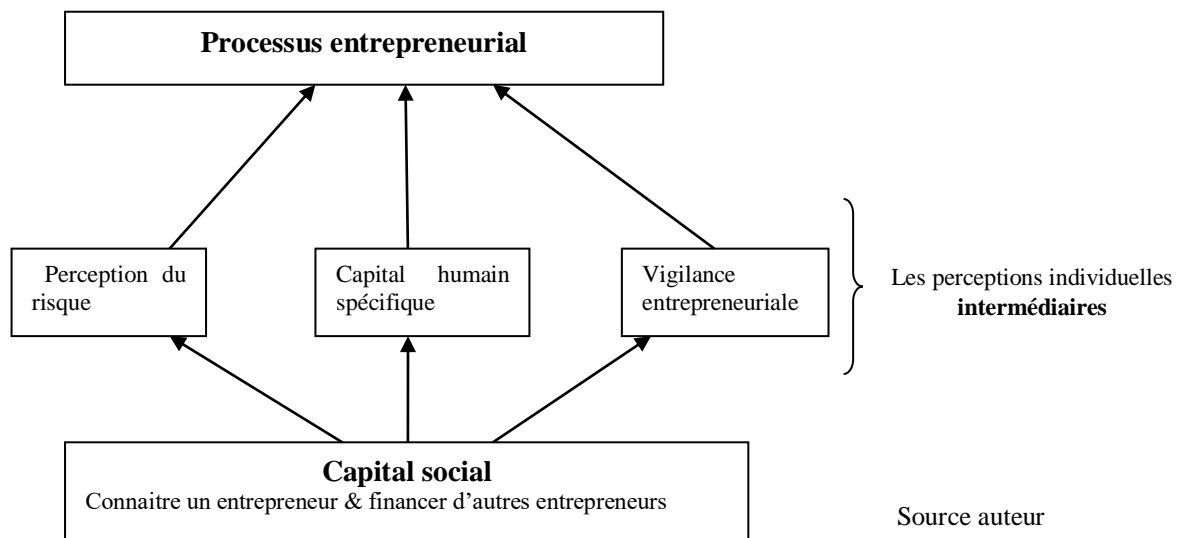 Processus entrepreneurial
Perception du
risque
Capital humain
spécifique
Vigilance
entrepreneuriale
Les perceptions individuelles
intermédiaires
Capital social
Connaitre un entrepreneur & financer d’autres entrepreneurs
Source auteur